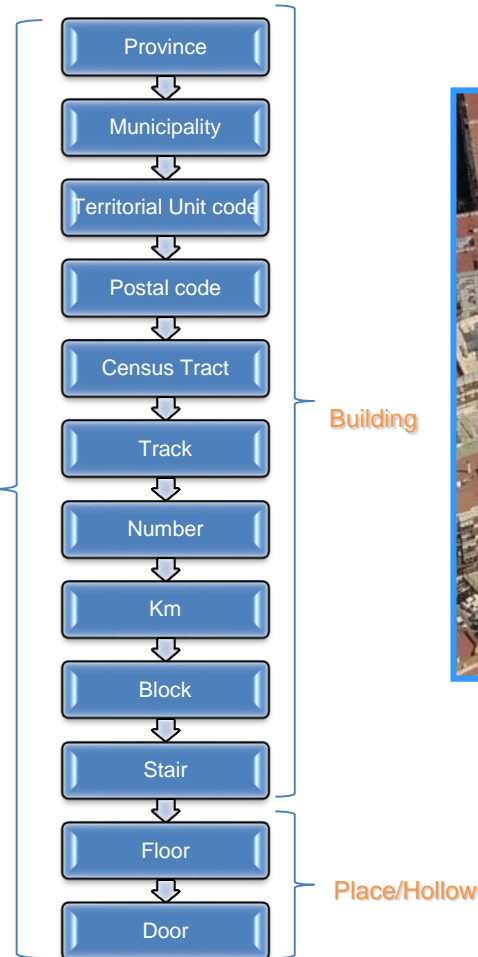 Province
Municipality
Territorial Unit code
Postal code
Census Tract
Track
Number
Km
Block
Stair
Floor
Door
Building
Place/Hollow